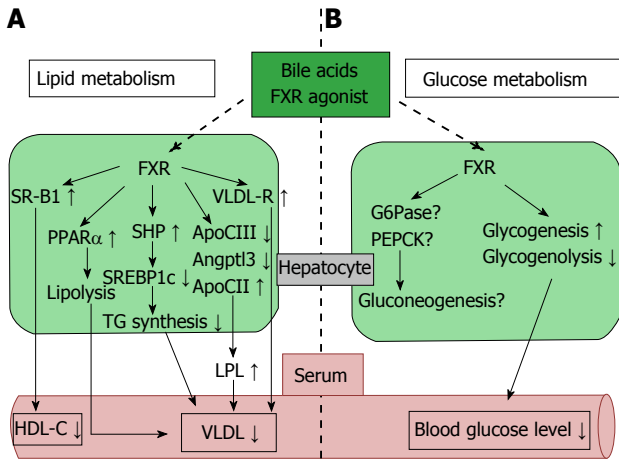 A
B
Lipid metabolism
Bile acids
FXR agonist
Glucose metabolism
FXR
SR-B1 ↑
VLDL-R ↑
PPARα ↑
SHP ↑
ApoCIII ↓
Angptl3 ↓
ApoCII ↑
Lipolysis
SREBP1c ↓
TG synthesis ↓
LPL ↑
Hepatocyte
FXR
G6Pase?
PEPCK?
Glycogenesis ↑
Glycogenolysis ↓
Gluconeogenesis?
Serum
HDL-C ↓
VLDL ↓
Blood glucose level ↓